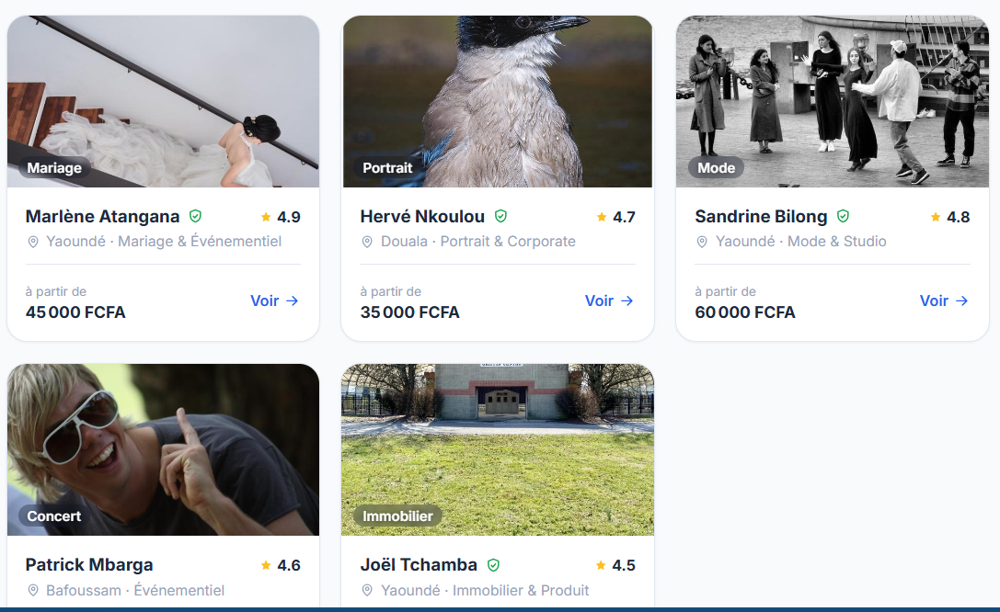 Mariage
Marlène Atangana 4.9
Yaoundé · Mariage & Événementiel
à partir de
45 000 FCFA
Voir →
Portrait
Hervé Nkoulou 4.7
Douala · Portrait & Corporate
à partir de
35 000 FCFA
Voir →
Mode
Sandrine Bilong 4.8
Yaoundé · Mode & Studio
à partir de
60 000 FCFA
Voir →
Concert
Patrick Mbarga 4.6
Bafoussam · Événementiel
Immobilier
Joël Tchamba 4.5
Yaoundé · Immobilier & Produit